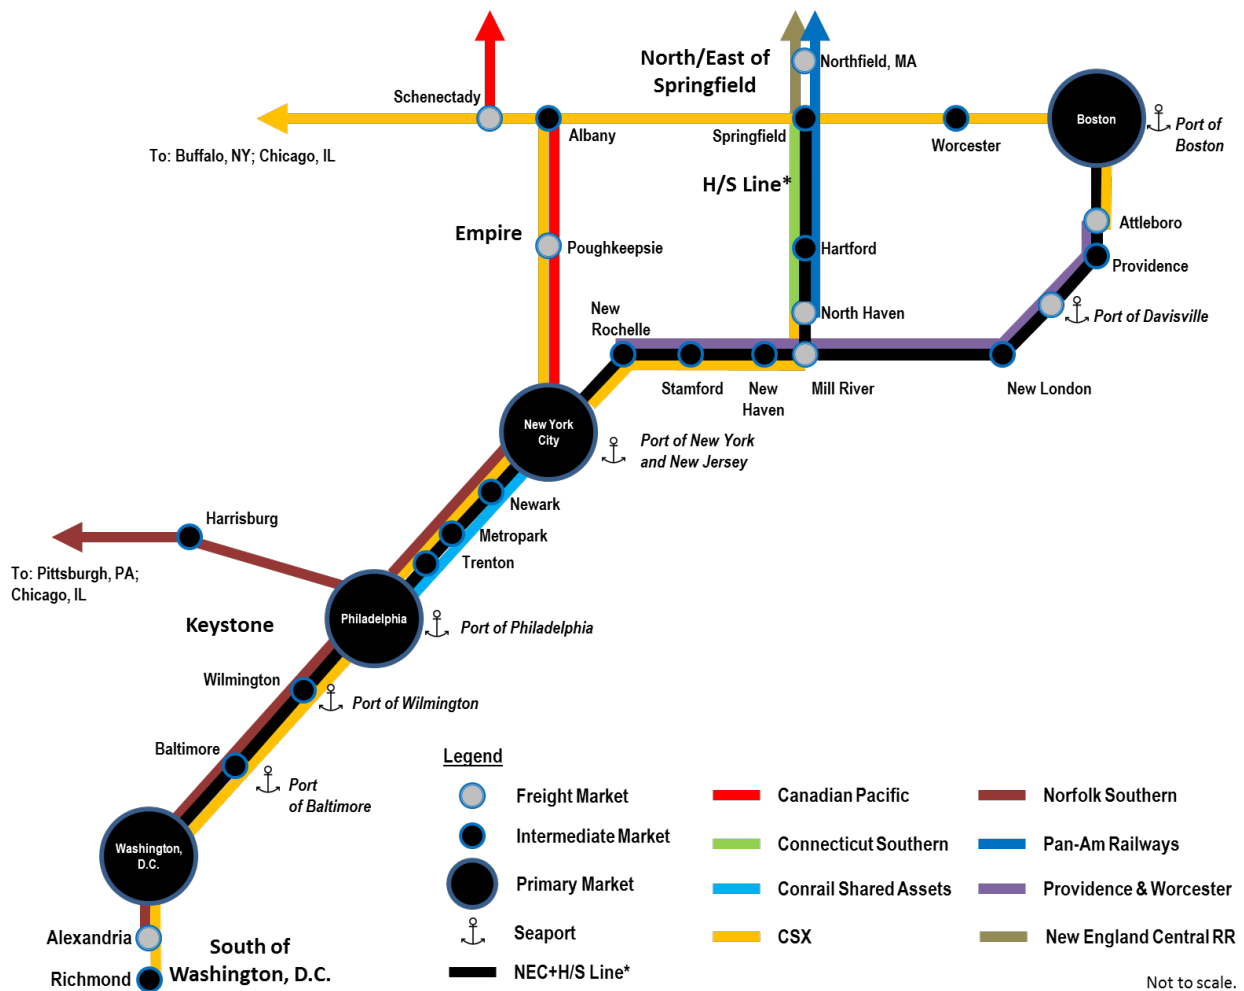 North/East of
Springfield
Northfield, MA
Schenectady
Albany
Springfield
Worcester
Boston
Port of
Boston
To: Buffalo, NY; Chicago, IL
H/S Line*
Attleboro
Empire
Poughkeepsie
Hartford
Providence
New
Rochelle
North Haven
Port of Davisville
Stamford
New
Haven
Mill River
New London
New York
City
Port of New York
and New Jersey
Newark
Harrisburg
Metropark
Trenton
To: Pittsburgh, PA;
Chicago, IL
Keystone
Philadelphia
Port of Philadelphia
Wilmington
Port of Wilmington
Baltimore
Port
of Baltimore
Washington,
D.C.
Alexandria
Richmond
South of
Washington, D.C.
Legend
Freight Market
Intermediate Market
Primary Market
Seaport
NEC+H/S Line*
Canadian Pacific
Connecticut Southern
Conrail Shared Assets
CSX
Norfolk Southern
Pan-Am Railways
Providence & Worcester
New England Central RR
Not to scale.